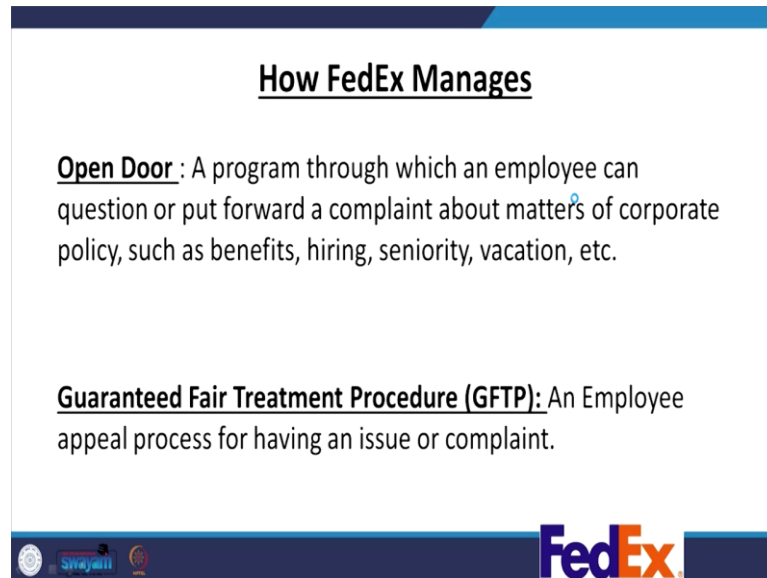 How FedEx Manages
Open Door : A program through which an employee can
question or put forward a complaint about matters of corporate
policy, such as benefits, hiring, seniority, vacation, etc.
Guaranteed Fair Treatment Procedure (GFTP): An Employee
appeal process for having an issue or complaint.
swayam
FedEx.